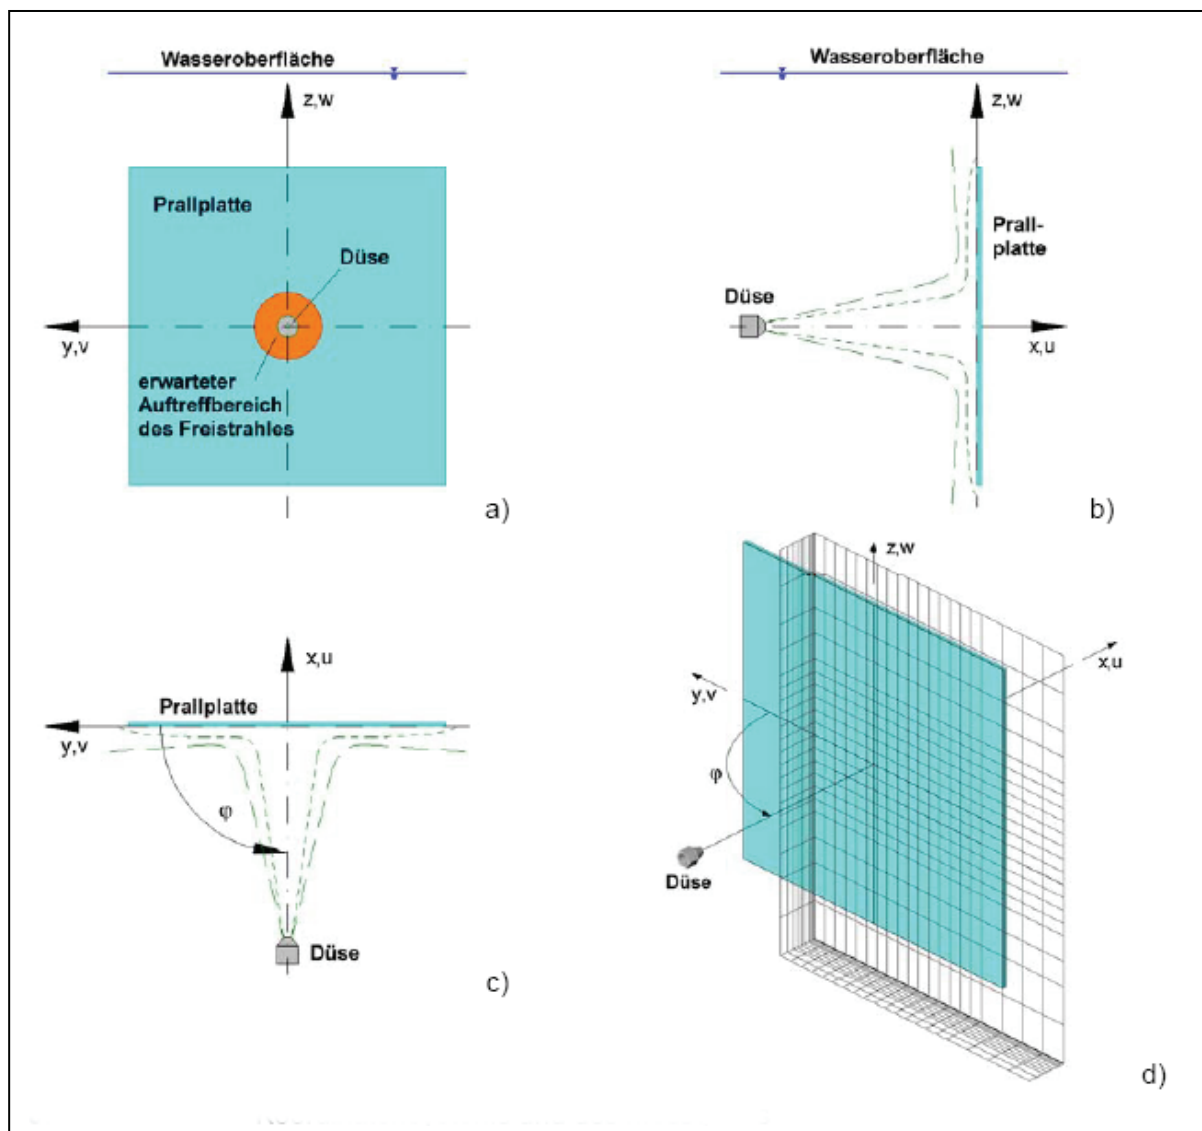 Wasseroberfläche
z,w
Prallplatte
Düse
y,v
erwarteter
Auftreffbereich
des Freistrahles
a)
Wasseroberfläche
z,w
Prall-
platte
Düse
x,u
b)
x,u
Prallplatte
y,v
φ
Düse
c)
z,w
x,u
y,v
φ
Düse
d)